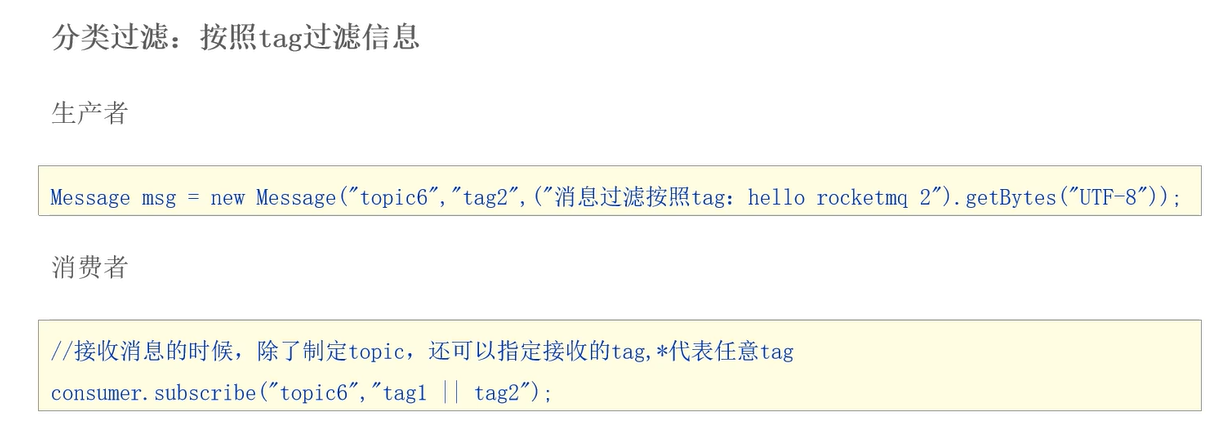 分类过滤：按照tag过滤信息
生产者
Message msg = new Message("topic6","tag2",("消息过滤按照tag：hello rocketmq 2").getBytes("UTF-8"));
消费者
//接收消息的时候，除了制定topic，还可以指定接收的tag,*代表任意tag
consumer.subscribe("topic6","tag1 || tag2");